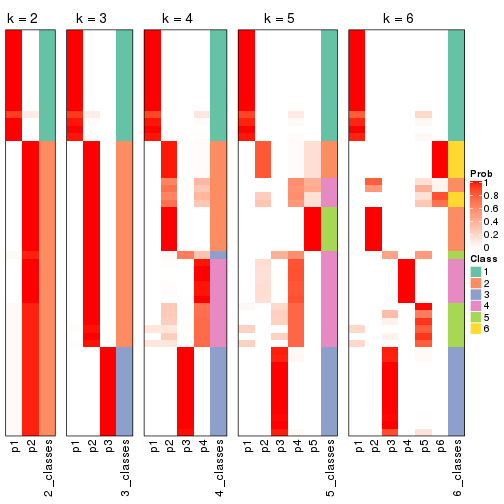 k = 2
k = 3
k = 4
k = 5
k = 6
Prob
1
0.8
0.6
0.4
0.2
0
Class
1
2
3
4
5
6
p1
p2
2_classes
p1
p2
p3
3_classes
p1
p2
p3
p4
4_classes
p1
p2
p3
p4
p5
5_classes
p1
p2
p3
p4
p5
p6
6_classes